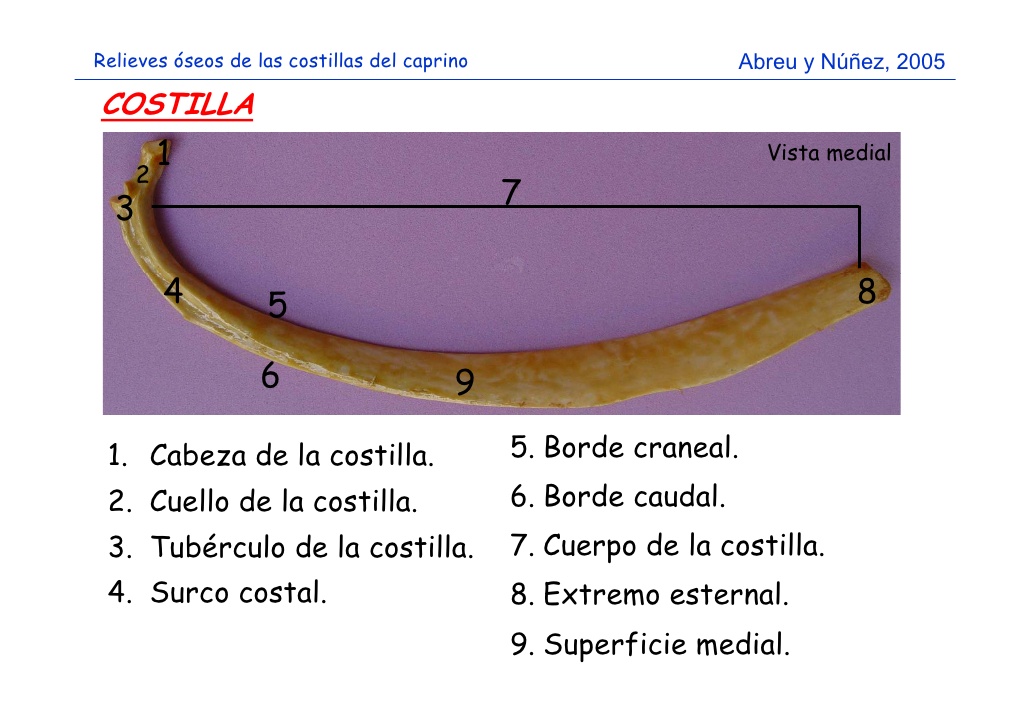 Relieves óseos de las costillas del caprino
Abreu y Núñez, 2005
COSTILLA
Vista medial
1
2
3
4
5
6
7
8
9
1. Cabeza de la costilla.
2. Cuello de la costilla.
3. Tubérculo de la costilla.
4. Surco costal.
5. Borde craneal.
6. Borde caudal.
7. Cuerpo de la costilla.
8. Extremo esternal.
9. Superficie medial.